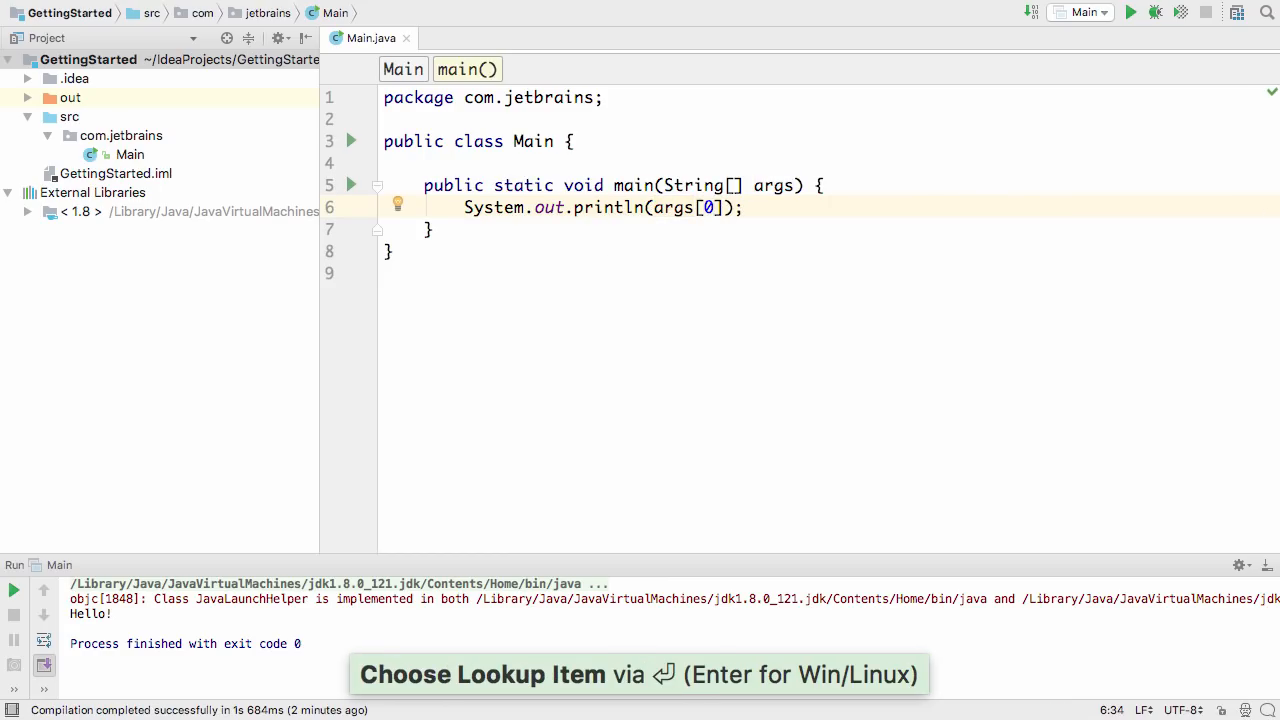 GettingStarted src com jetbrains Main
Main
Project
Main.java
GettingStarted ~/IdeaProjects/GettingStarte
.idea
out
src
com.jetbrains
Main
GettingStarted.iml
External Libraries
< 1.8 > /Library/Java/JavaVirtualMachines
Main main()
1 package com.jetbrains;
2
3 public class Main {
4
5 public static void main(String[] args) {
6 System.out.println(args[0]);
7 }
8 }
9
Run Main
/Library/Java/JavaVirtualMachines/jdk1.8.0_121.jdk/Contents/Home/bin/java ...
objc[1848]: Class JavaLaunchHelper is implemented in both /Library/Java/JavaVirtualMachines/jdk1.8.0_121.jdk/Contents/Home/bin/java and /Library/Java/JavaVirtualMachines/jdk
Hello!
Process finished with exit code 0
Choose Lookup Item via ⏎ (Enter for Win/Linux)
Compilation completed successfully in 1s 684ms (2 minutes ago)
6:34 LF UTF-8